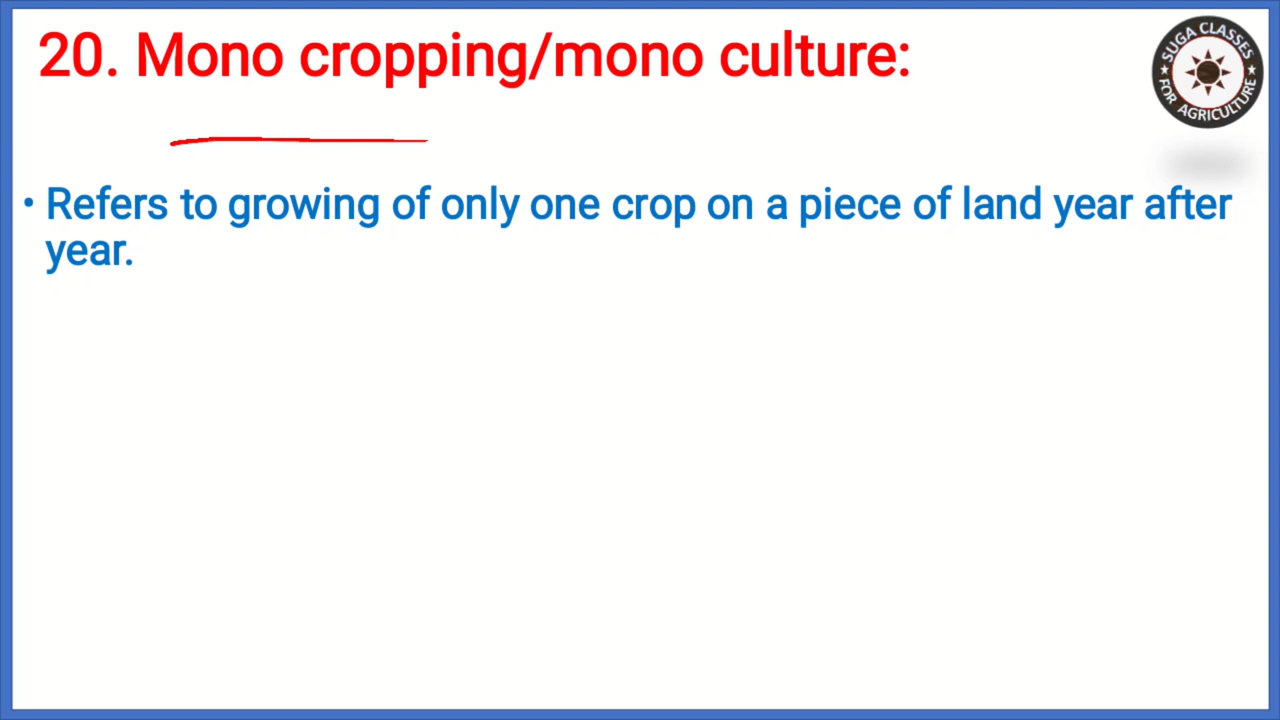 20. Mono cropping/mono culture:
SUGA CLASSES
FOR AGRICULTURE
• Refers to growing of only one crop on a piece of land year after
year.